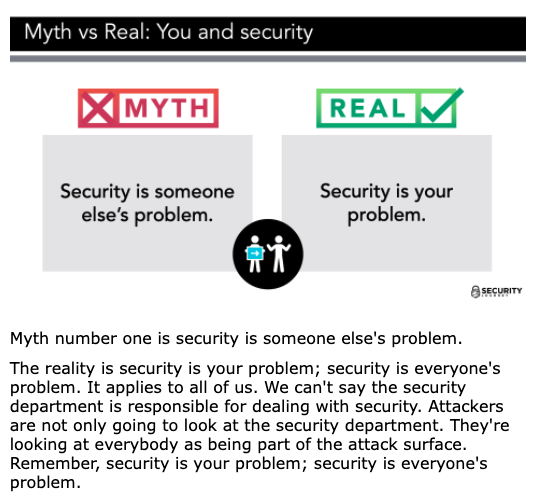 Myth vs Real: You and security
MYTH
REAL
Security is someone
else's problem.
Security is your
problem.
SECURITY
JOURNEY
Myth number one is security is someone else's problem.
The reality is security is your problem; security is everyone's
problem. It applies to all of us. We can't say the security
department is responsible for dealing with security. Attackers
are not only going to look at the security department. They're
looking at everybody as being part of the attack surface.
Remember, security is your problem; security is everyone's
problem.